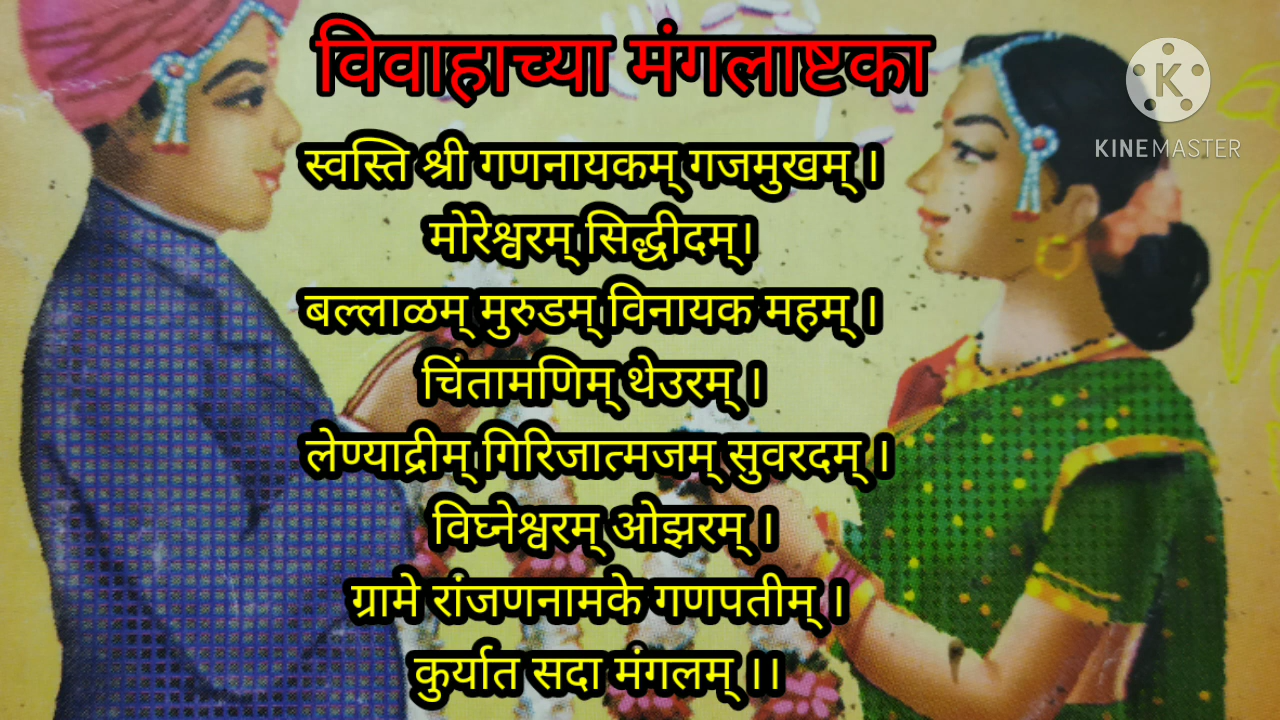 विवाहाच्या मंगलाष्टका
स्वस्ति श्री गणनायकम् गजमुखम् ।
मोरेश्वरम् सिद्धीदम्।
बल्लाळम् मुरुडम् विनायक महम् ।
चिंतामणिम् थेउरम् ।
लेण्याद्रीम् गिरिजात्मजम् सुवरदम् ।
विघ्नेश्वरम् ओझरम् ।
ग्रामे रांजणनामके गणपतीम् ।
कुर्यात सदा मंगलम् ।।
K
KINEMASTER